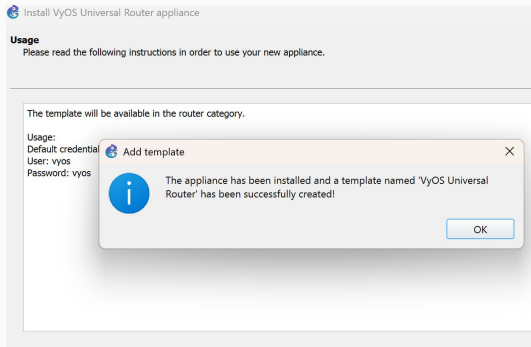 Install VyOS Universal Router appliance
Usage
Please read the following instructions in order to use your new appliance.
The template will be available in the router category.
Usage:
Default credential
User: vyos
Password: vyos
Add template
The appliance has been installed and a template named 'VyOS Universal
Router' has been successfully created!
OK